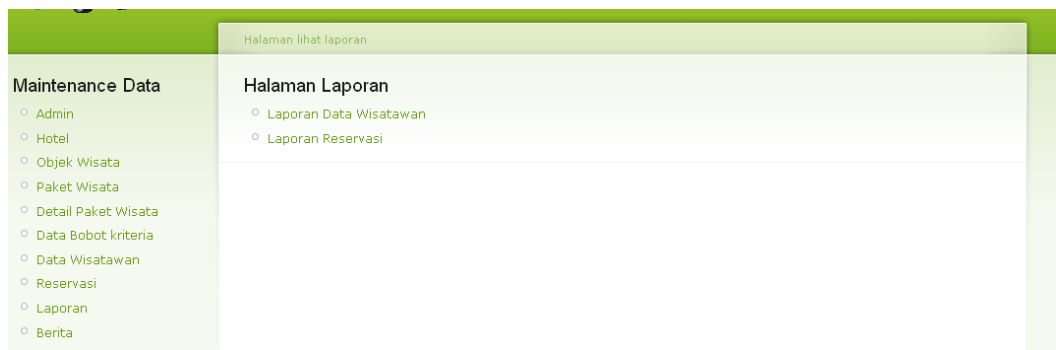 Halaman lihat laporan
Maintenance Data
Admin
Hotel
Objek Wisata
Paket Wisata
Detail Paket Wisata
Data Bobot kriteria
Data Wisatawan
Reservasi
Laporan
Berita
Halaman Laporan
Laporan Data Wisatawan
Laporan Reservasi